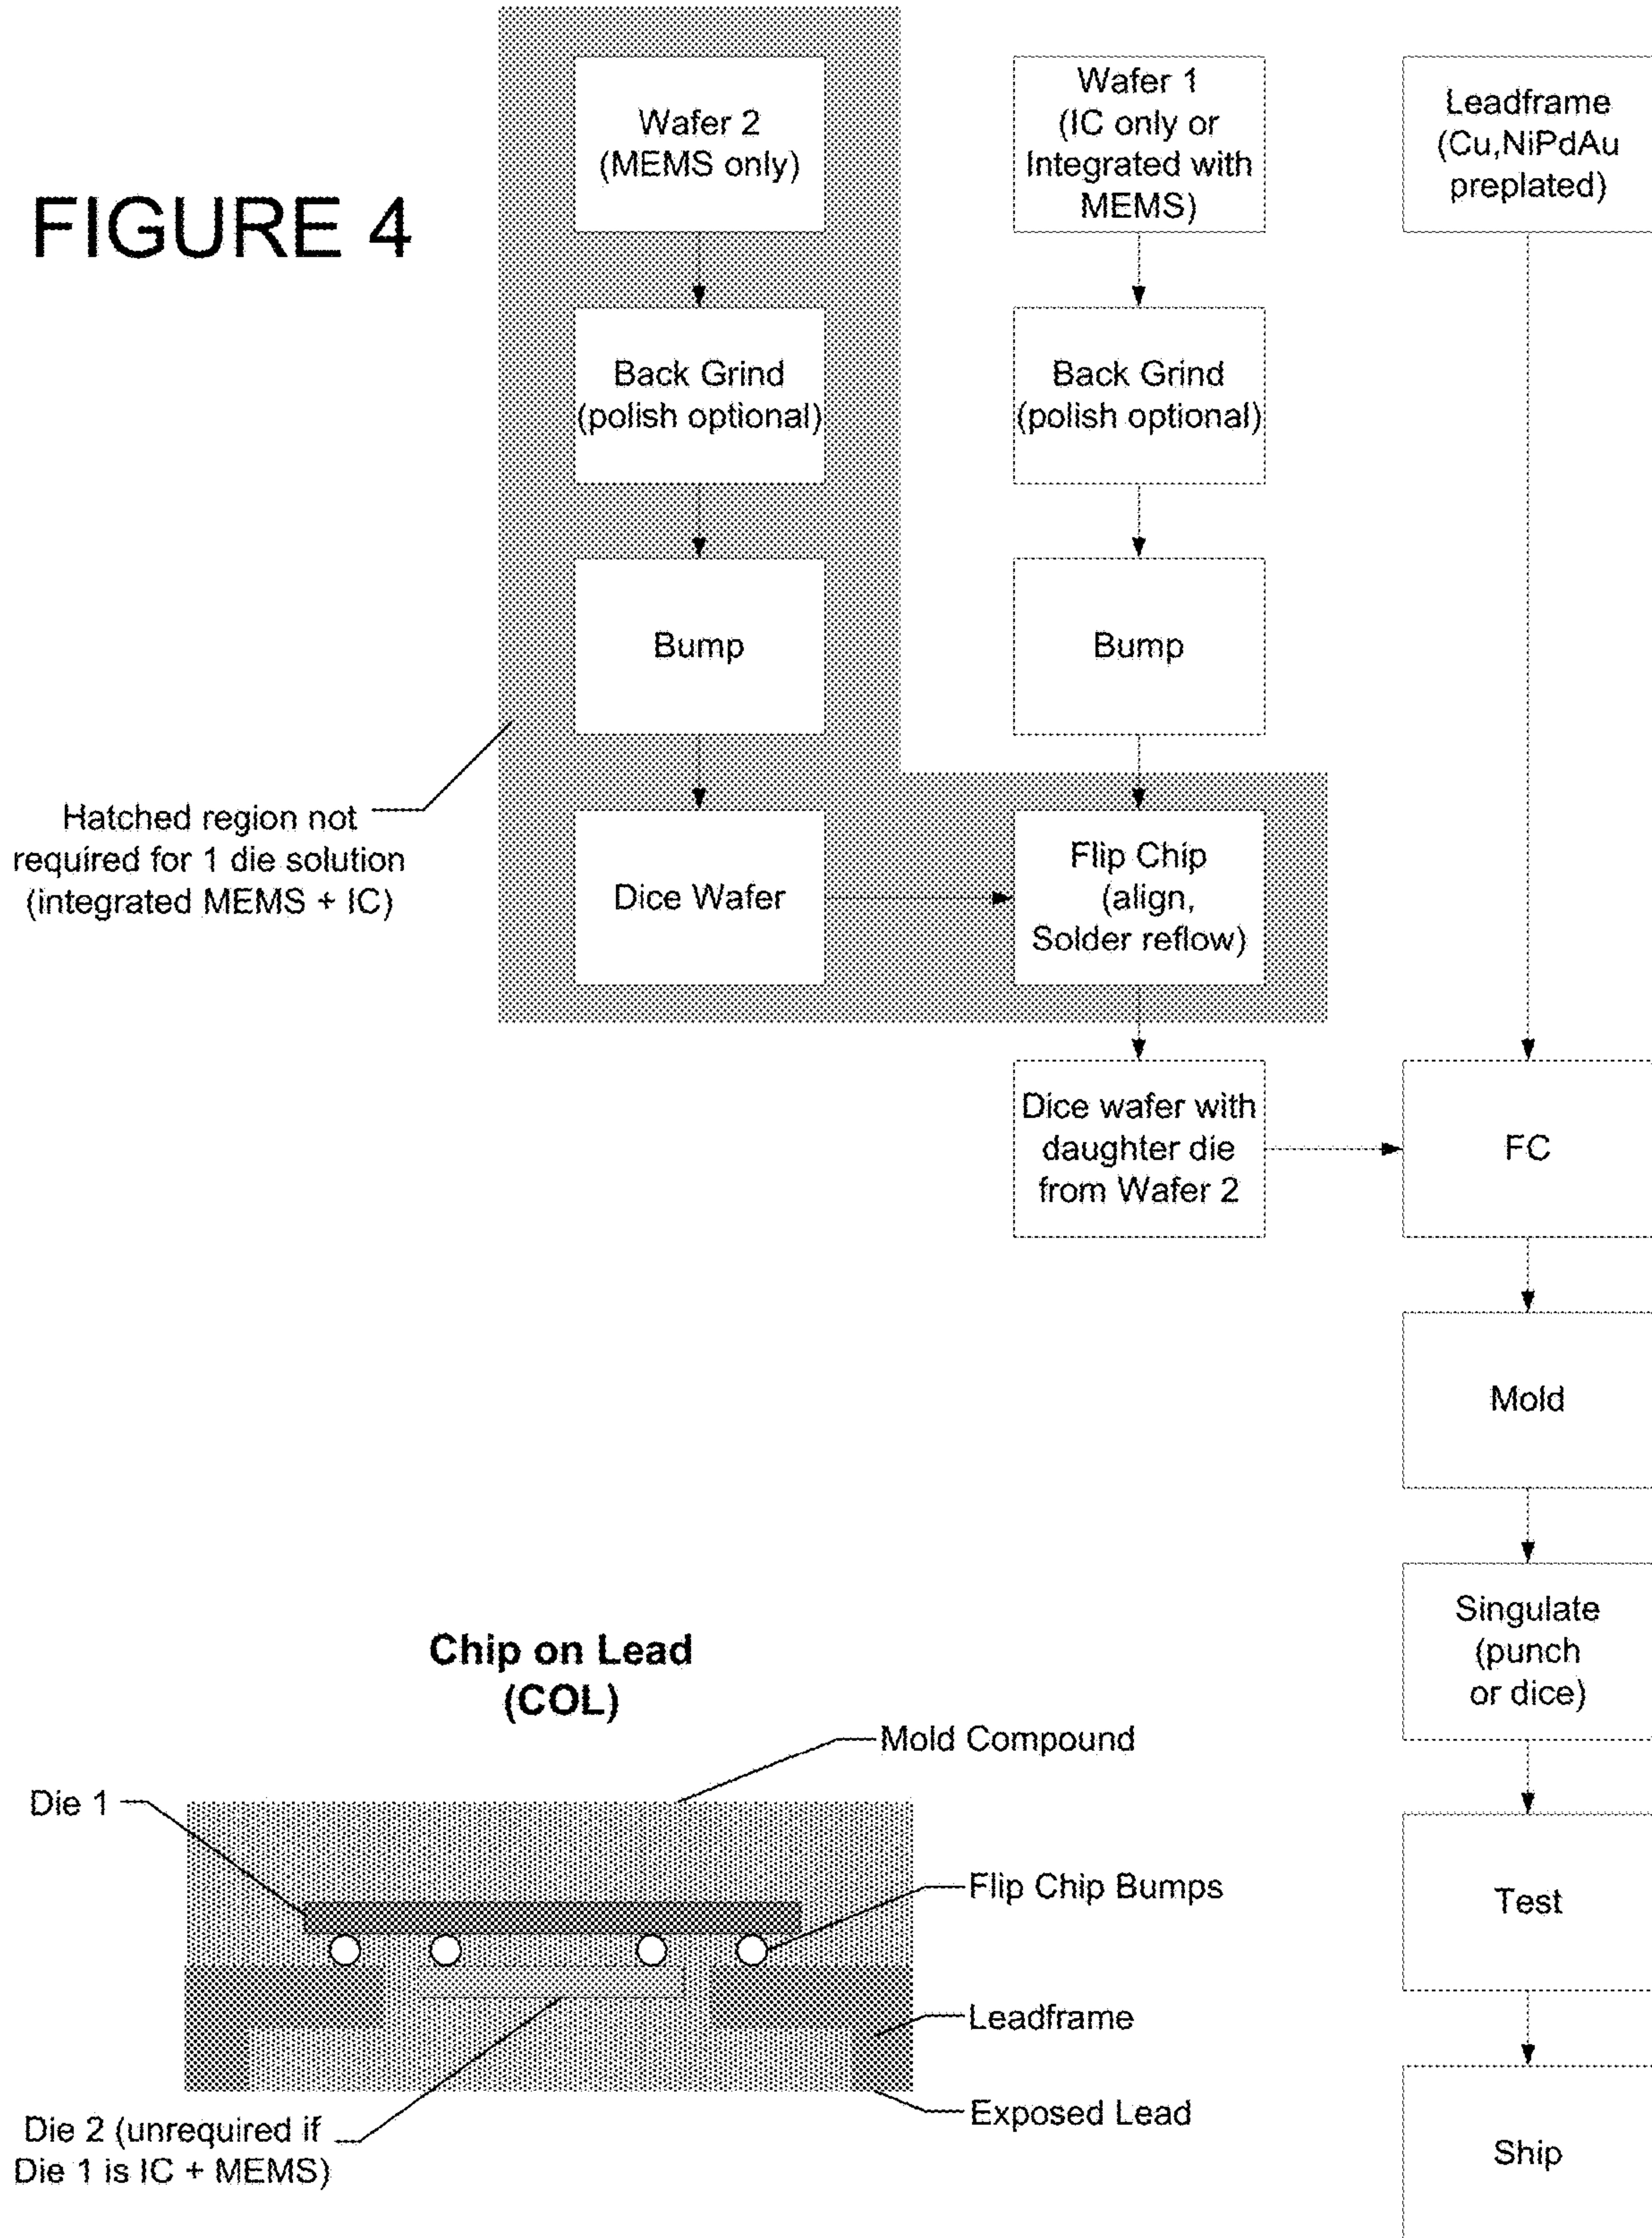 FIGURE 4
Wafer 2
(MEMS only)
Wafer 1
(IC only or
Integrated with
MEMS)
Leadframe
(Cu,NiPdAu
preplated)
Back Grind
(polish optional)
Back Grind
(polish optional)
Bump
Bump
Hatched region not
required for 1 die solution
(integrated MEMS + IC)
Dice Wafer
Flip Chip
(align,
Solder reflow)
Dice wafer with
daughter die
from Wafer 2
FC
Mold
Singulate
(punch
or dice)
Test
Ship
Chip on Lead
(COL)
Mold Compound
Die 1
Flip Chip Bumps
Leadframe
Exposed Lead
Die 2 (unrequired if
Die 1 is IC + MEMS)